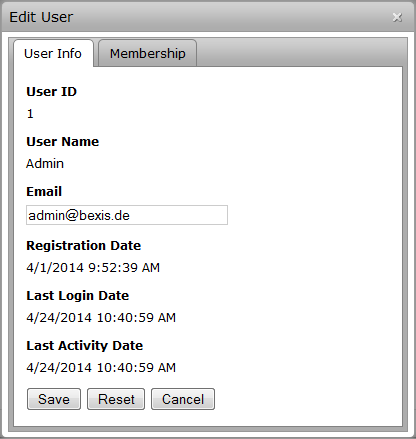 Edit User
User Info Membership
User ID
1
User Name
Admin
Email
admin@bexis.de
Registration Date
4/1/2014 9:52:39 AM
Last Login Date
4/24/2014 10:40:59 AM
Last Activity Date
4/24/2014 10:40:59 AM
Save Reset Cancel